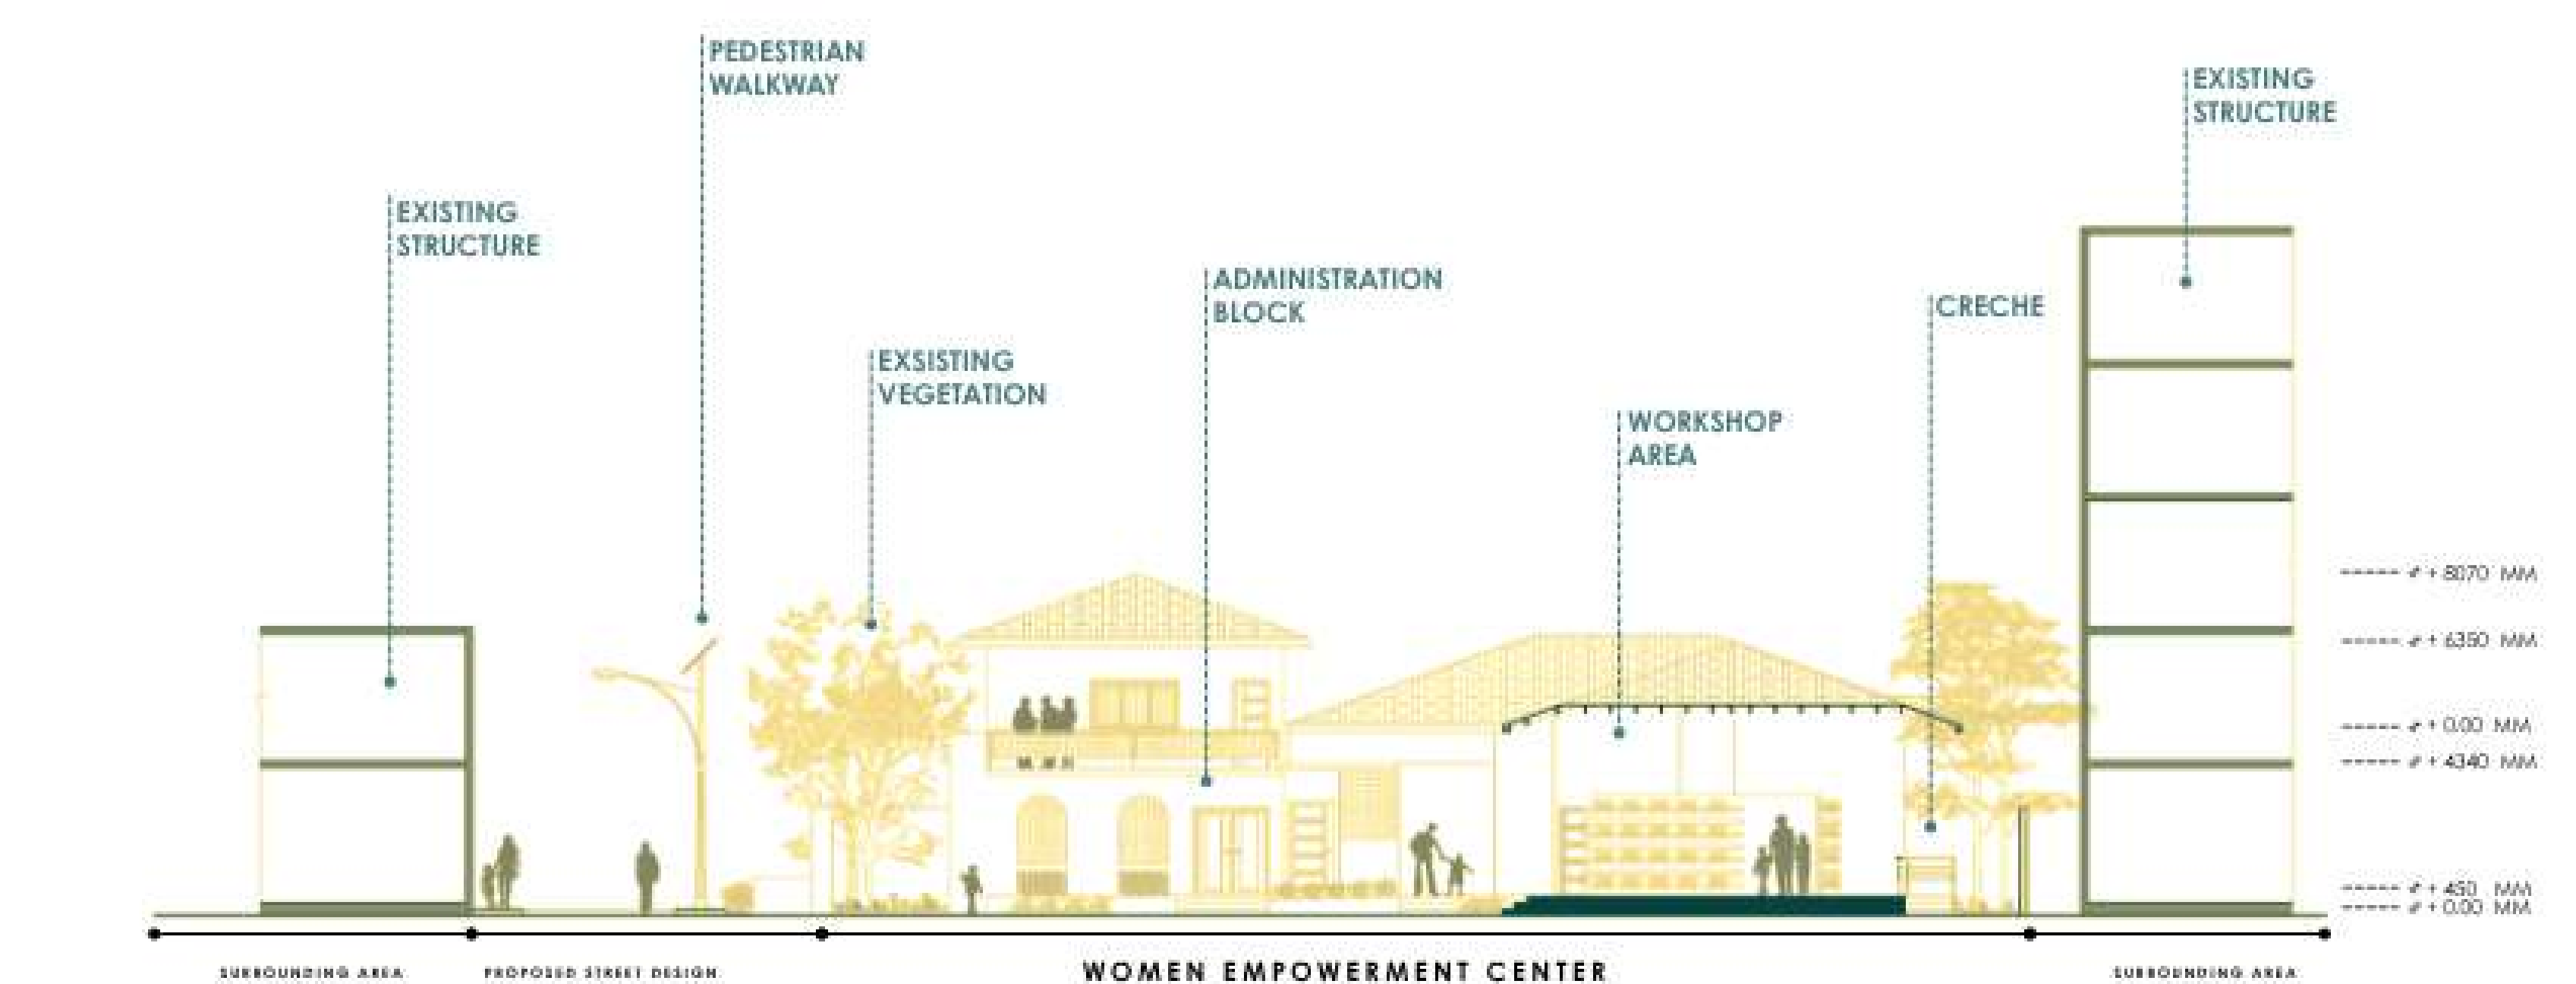 PEDESTRIAN
WALKWAY
EXISTING
STRUCTURE
EXISTING
STRUCTURE
ADMINISTRATION
BLOCK
CRECHE
EXSISTING
VEGETATION
WORKSHOP
AREA
+ 8070 MM
+ 6350 MM
+ 0.00 MM
+ 4340 MM
+ 450 MM
+ 0.00 MM
SURROUNDING AREA
PROPOSED STREET DESIGN
WOMEN EMPOWERMENT CENTER
SURROUNDING AREA